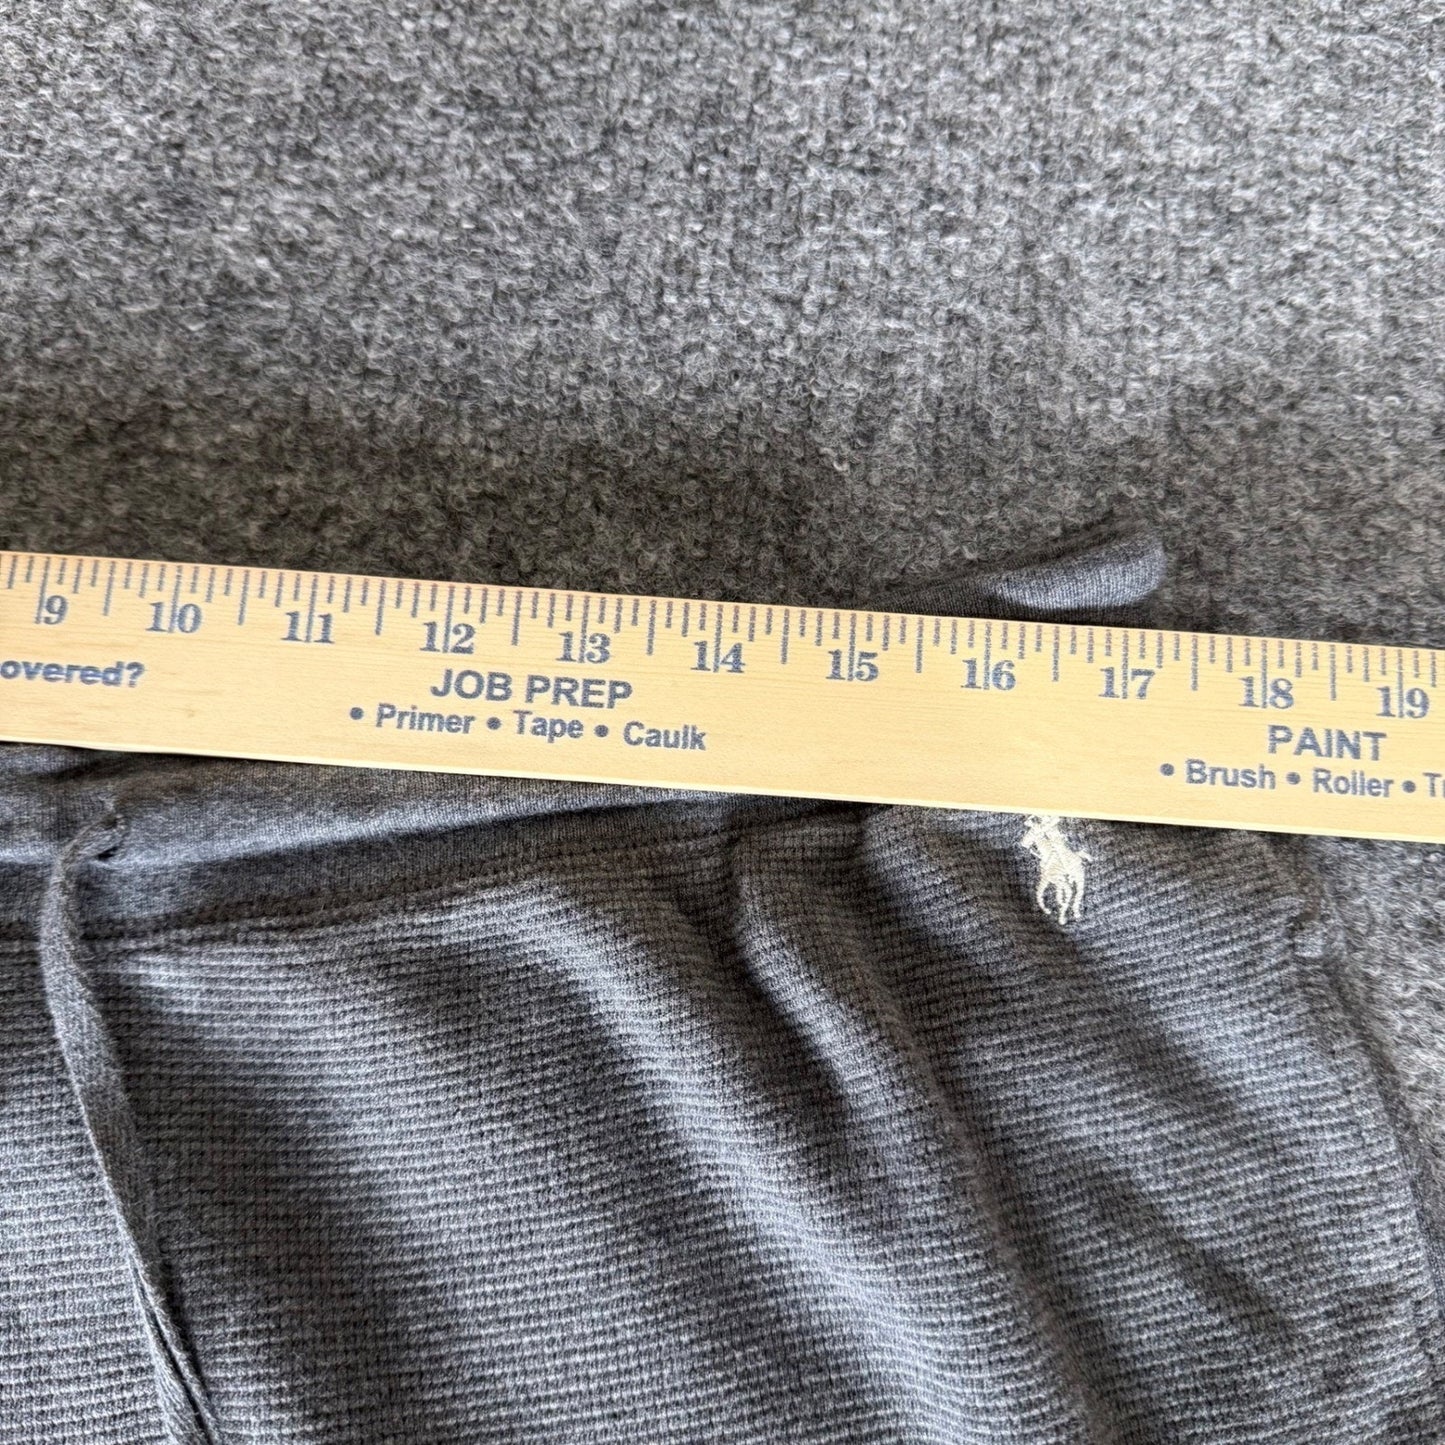 9 10 11 12 13 14 15 16 17 18 19
overed?
JOB PREP
• Primer • Tape • Caulk
PAINT
• Brush • Roller • T